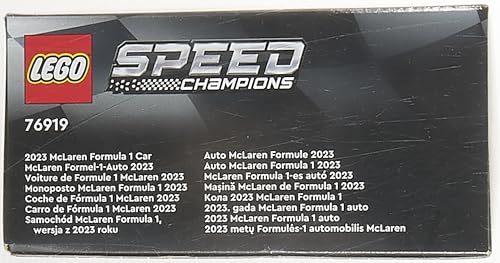 LEGO
SPEED
CHAMPIONS
76919
2023 McLaren Formula 1 Car
McLaren Formel-1-Auto 2023
Voiture de Formule 1 McLaren 2023
Monoposto McLaren Formula 1 2023
Coche de Fórmula 1 McLaren 2023
Carro de Fórmula 1 McLaren 2023
Samochód McLaren Formula 1,
wersja z 2023 roku
Auto McLaren Formule 2023
Auto McLaren Formula 1 2023
McLaren Formula 1-es autó 2023
Mașină McLaren de Formula 1 2023
Кола 2023 McLaren Formula 1
2023. gada McLaren Formula 1 auto
2023 McLaren Formula 1 auto
2023 metų Formulės-1 automobilis McLaren